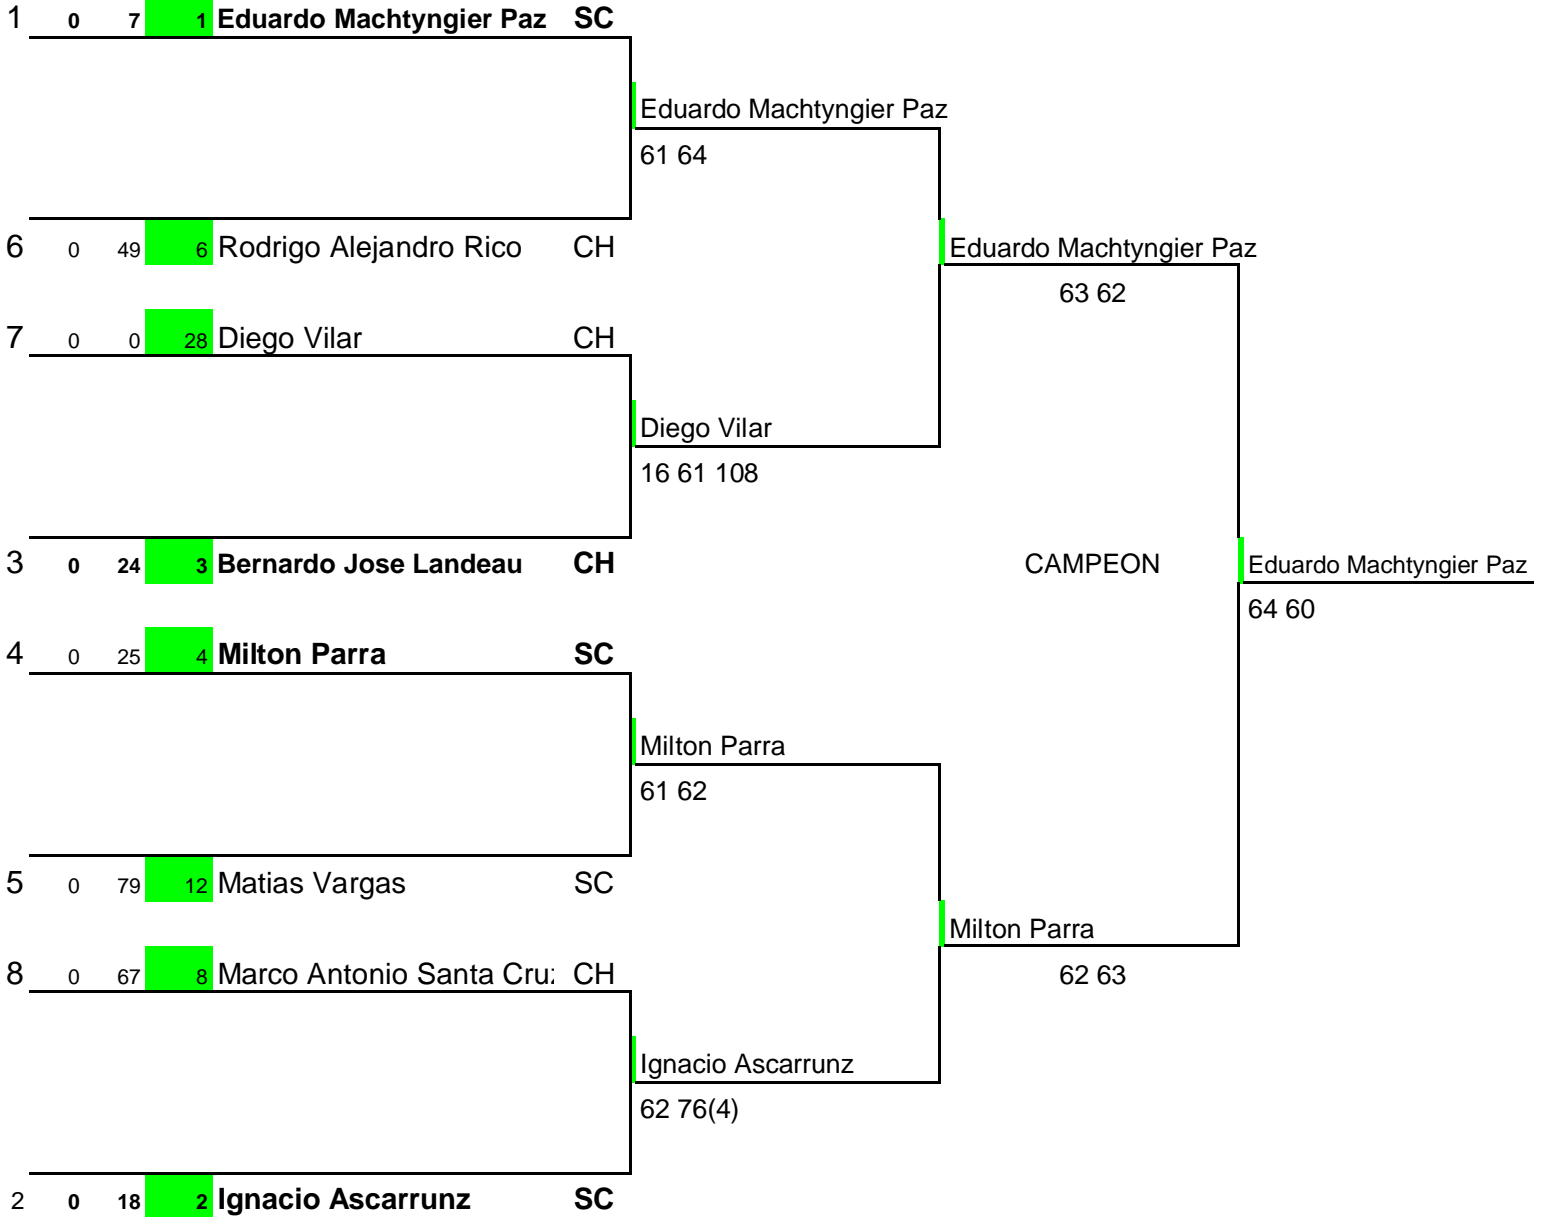 1 0 7 1 Eduardo Machtyngier Paz SC
Eduardo Machtyngier Paz
61 64
6 0 49 6 Rodrigo Alejandro Rico CH
Eduardo Machtyngier Paz
63 62
7 0 0 28 Diego Vilar CH
Diego Vilar
16 61 108
3 0 24 3 Bernardo Jose Landeau CH
CAMPEON
Eduardo Machtyngier Paz
64 60
4 0 25 4 Milton Parra SC
Milton Parra
61 62
5 0 79 12 Matias Vargas SC
Milton Parra
62 63
8 0 67 8 Marco Antonio Santa Cruz CH
Ignacio Ascarrunz
62 76(4)
2 0 18 2 Ignacio Ascarrunz SC